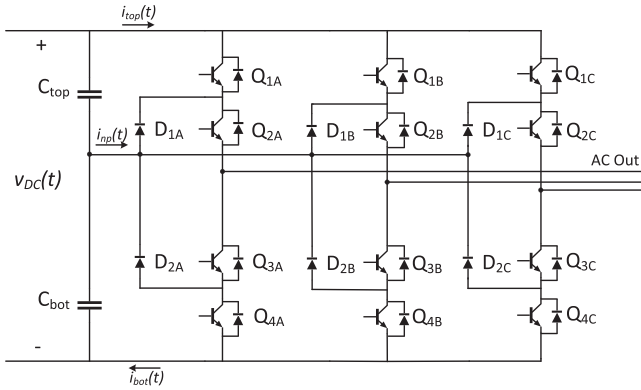 i_top(t)
+
C_top
Q_1A
Q_1B
Q_1C
D_1A
Q_2A
D_1B
Q_2B
D_1C
Q_2C
i_np(t)
AC Out
v_DC(t)
D_2A
Q_3A
D_2B
Q_3B
D_2C
Q_3C
C_bot
Q_4A
Q_4B
Q_4C
-
i_bot(t)